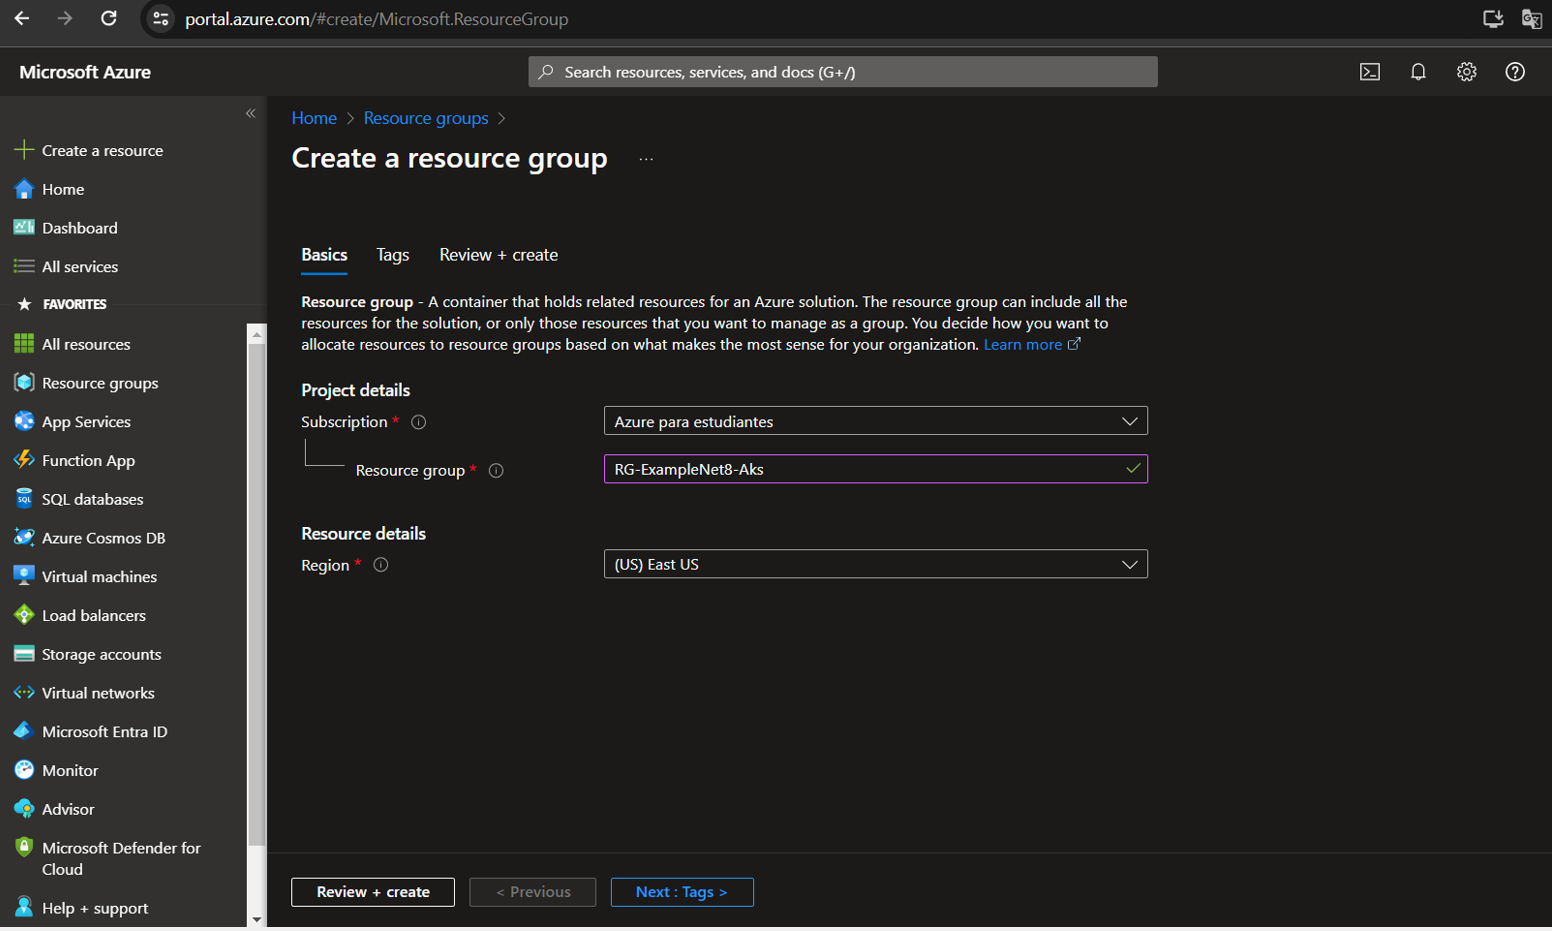 portal.azure.com/#create/Microsoft.ResourceGroup
Microsoft Azure
Search resources, services, and docs (G+/)
Create a resource
Home
Dashboard
All services
FAVORITES
All resources
Resource groups
App Services
Function App
SQL databases
Azure Cosmos DB
Virtual machines
Load balancers
Storage accounts
Virtual networks
Microsoft Entra ID
Monitor
Advisor
Microsoft Defender for
Cloud
Help + support
Home > Resource groups >
Create a resource group ...
Basics Tags Review + create
Resource group - A container that holds related resources for an Azure solution. The resource group can include all the
resources for the solution, or only those resources that you want to manage as a group. You decide how you want to
allocate resources to resource groups based on what makes the most sense for your organization. Learn more
Project details
Subscription * Azure para estudiantes
Resource group * RG-ExampleNet8-Aks
Resource details
Region * (US) East US
Review + create < Previous Next : Tags >